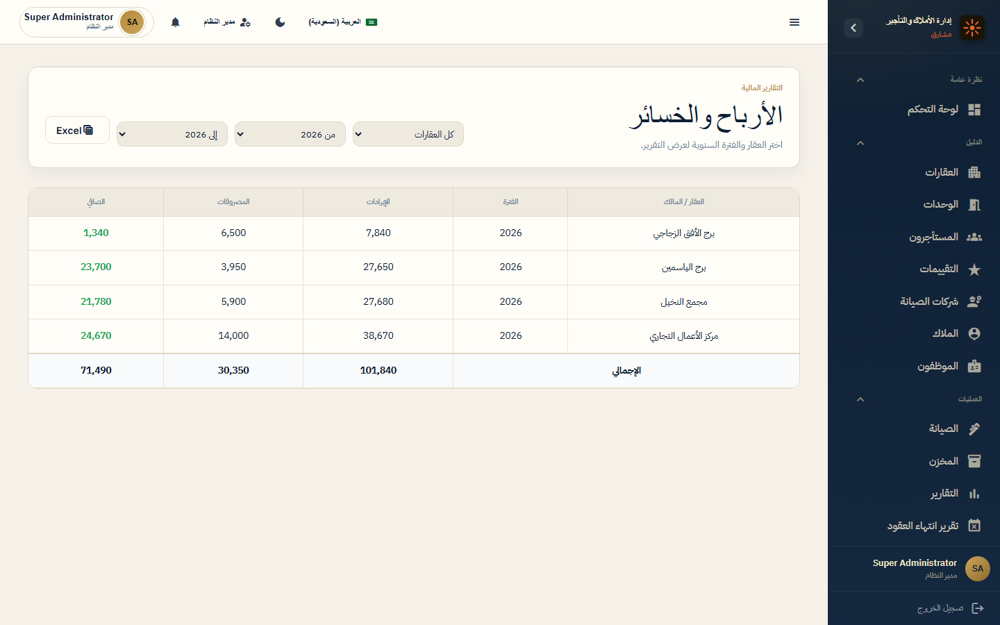 إدارة الأملاك والتأجير
مشارق
نظرة عامة
لوحة التحكم
الدليل
العقارات
الوحدات
المستأجرون
التقييمات
شركات الصيانة
الملاك
الموظفون
العمليات
الصيانة
المخزن
التقارير
تقرير انتهاء العقود
SA
Super Administrator
مدير النظام
تسجيل الخروج
العربية (السعودية)
مدير النظام
SA
Super Administrator
مدير النظام
التقارير المالية
الأرباح والخسائر
اختر العقار والفترة السنوية لعرض التقرير.
كل العقارات
من 2026
إلى 2026
Excel
العقار / المالك الفترة الإيرادات المصروفات الصافي
برج الأفق الزجاجي 2026 7,840 6,500 1,340
برج الياسمين 2026 27,650 3,950 23,700
مجمع النخيل 2026 27,680 5,900 21,780
مركز الأعمال التجاري 2026 38,670 14,000 24,670
الإجمالي 101,840 30,350 71,490